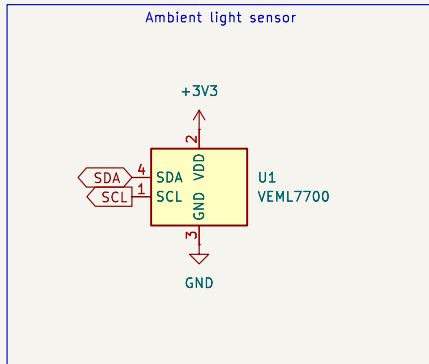 Ambient light sensor
+3V3
2
VDD
SDA 4 SDA
SCL 1 SCL
GND
3
U1
VEML7700
GND